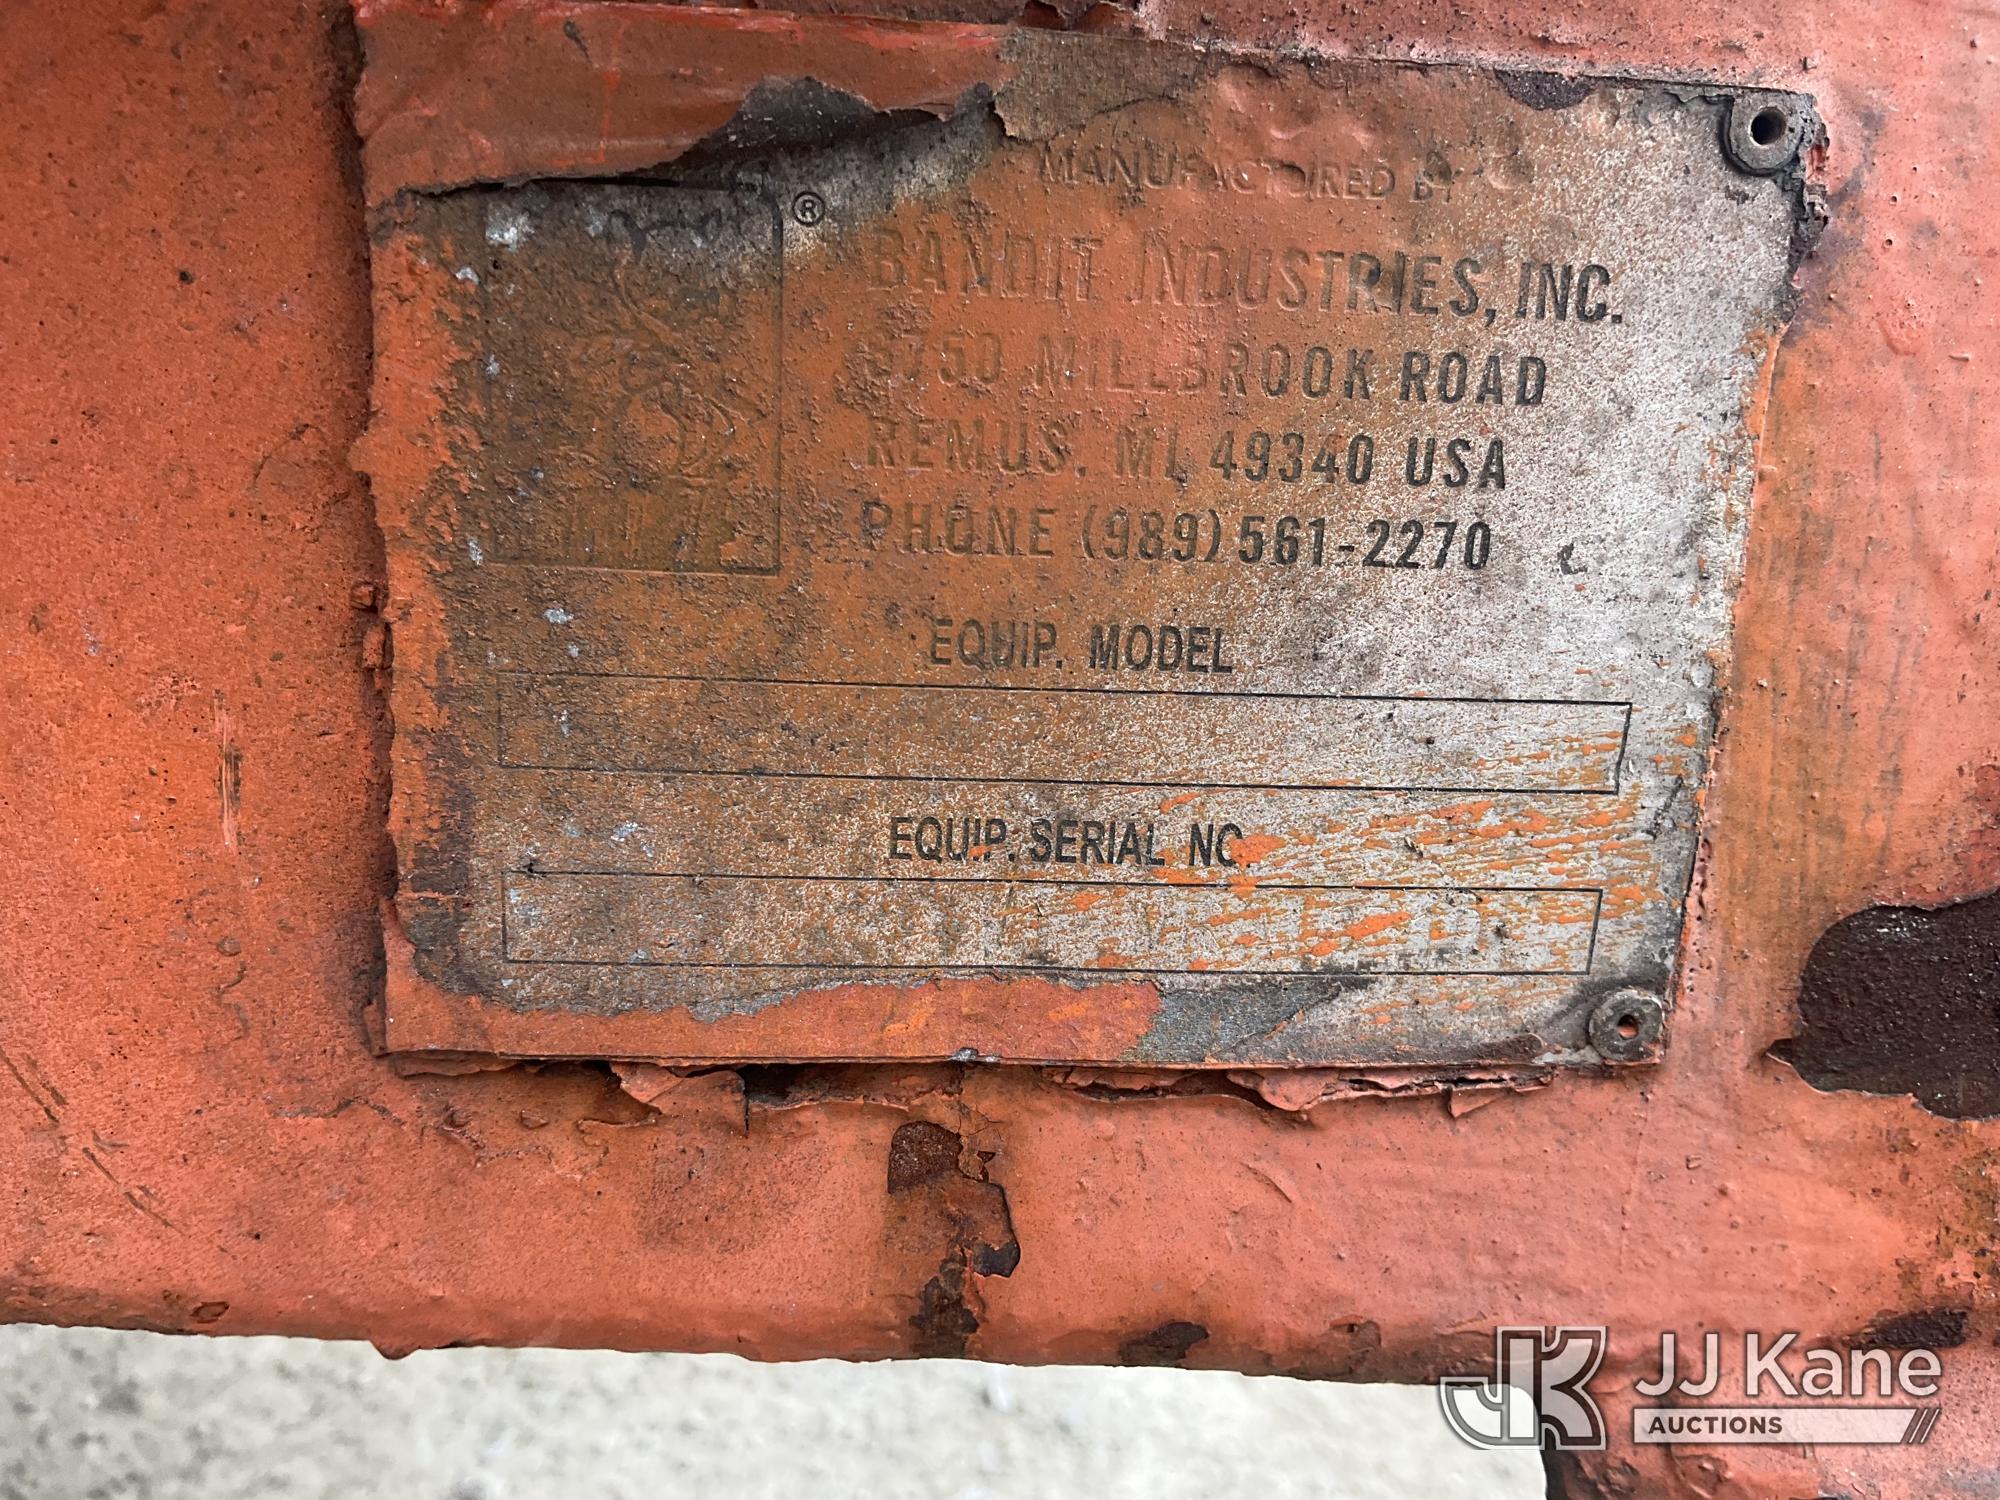 ®
MANUFACTURED BY
BANDIT INDUSTRIES, INC.
6750 MILLBROOK ROAD
REMUS, MI, 49340 USA
PHONE (989) 561-2270
EQUIP. MODEL
EQUIP. SERIAL NO.
JJ Kane
AUCTIONS